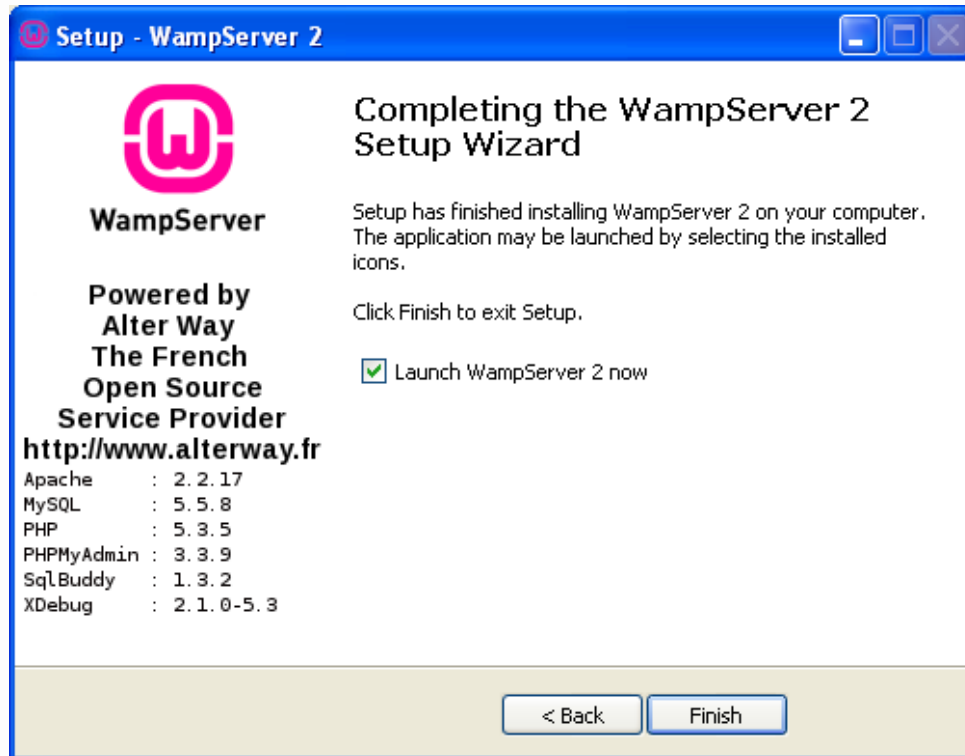 Setup - WampServer 2
WampServer
Powered by
Alter Way
The French
Open Source
Service Provider
http://www.alterway.fr
Apache : 2.2.17
MySQL : 5.5.8
PHP : 5.3.5
PHPMyAdmin : 3.3.9
SqlBuddy : 1.3.2
XDebug : 2.1.0-5.3
Completing the WampServer 2
Setup Wizard
Setup has finished installing WampServer 2 on your computer.
The application may be launched by selecting the installed
icons.
Click Finish to exit Setup.
Launch WampServer 2 now
< Back
Finish